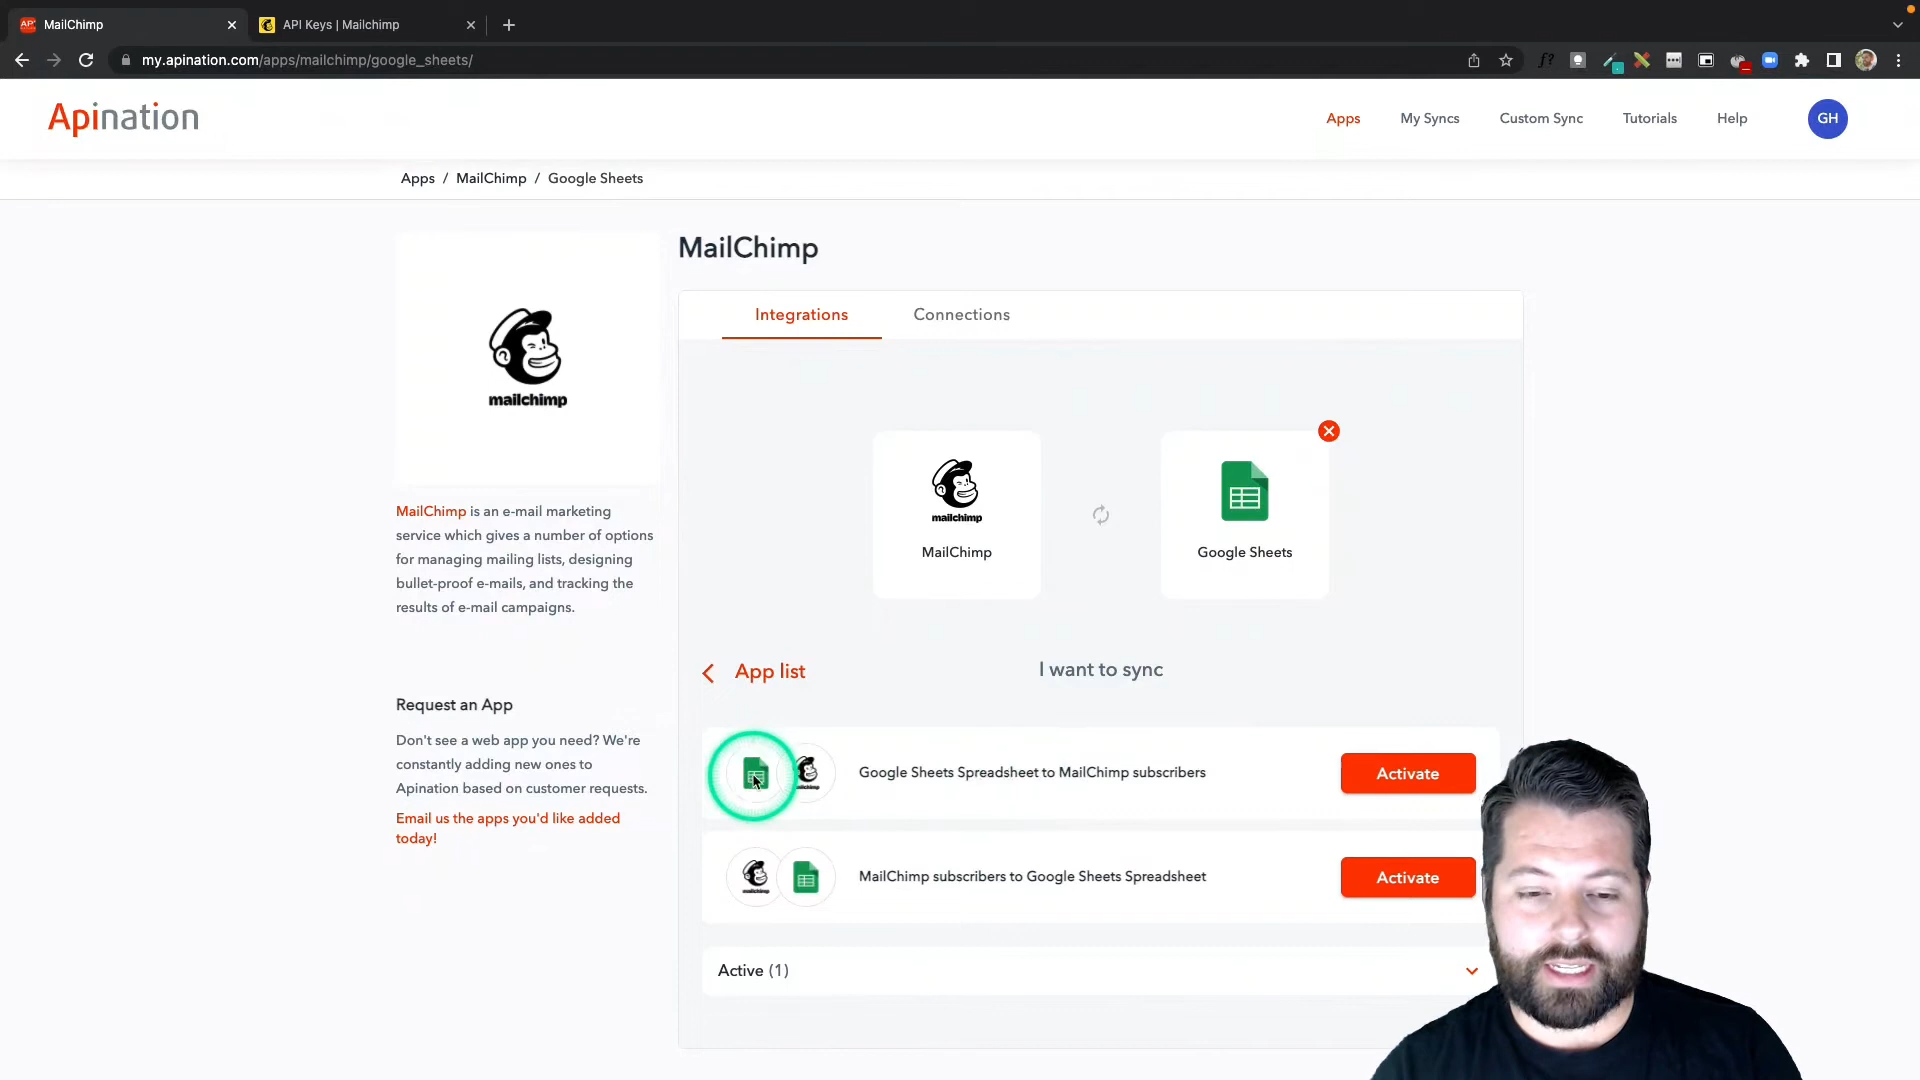 MailChimp
API Keys | Mailchimp
my.apination.com/apps/mailchimp/google_sheets/
Apination
Apps
My Syncs
Custom Sync
Tutorials
Help
GH
Apps / MailChimp / Google Sheets
MailChimp
mailchimp
Integrations
Connections
mailchimp
MailChimp
Google Sheets
MailChimp is an e-mail marketing
service which gives a number of options
for managing mailing lists, designing
bullet-proof e-mails, and tracking the
results of e-mail campaigns.
App list
I want to sync
Request an App
Don't see a web app you need? We're
constantly adding new ones to
Apination based on customer requests.
Email us the apps you'd like added
today!
Google Sheets Spreadsheet to MailChimp subscribers
Activate
mailchimp
MailChimp subscribers to Google Sheets Spreadsheet
Activate
Active (1)